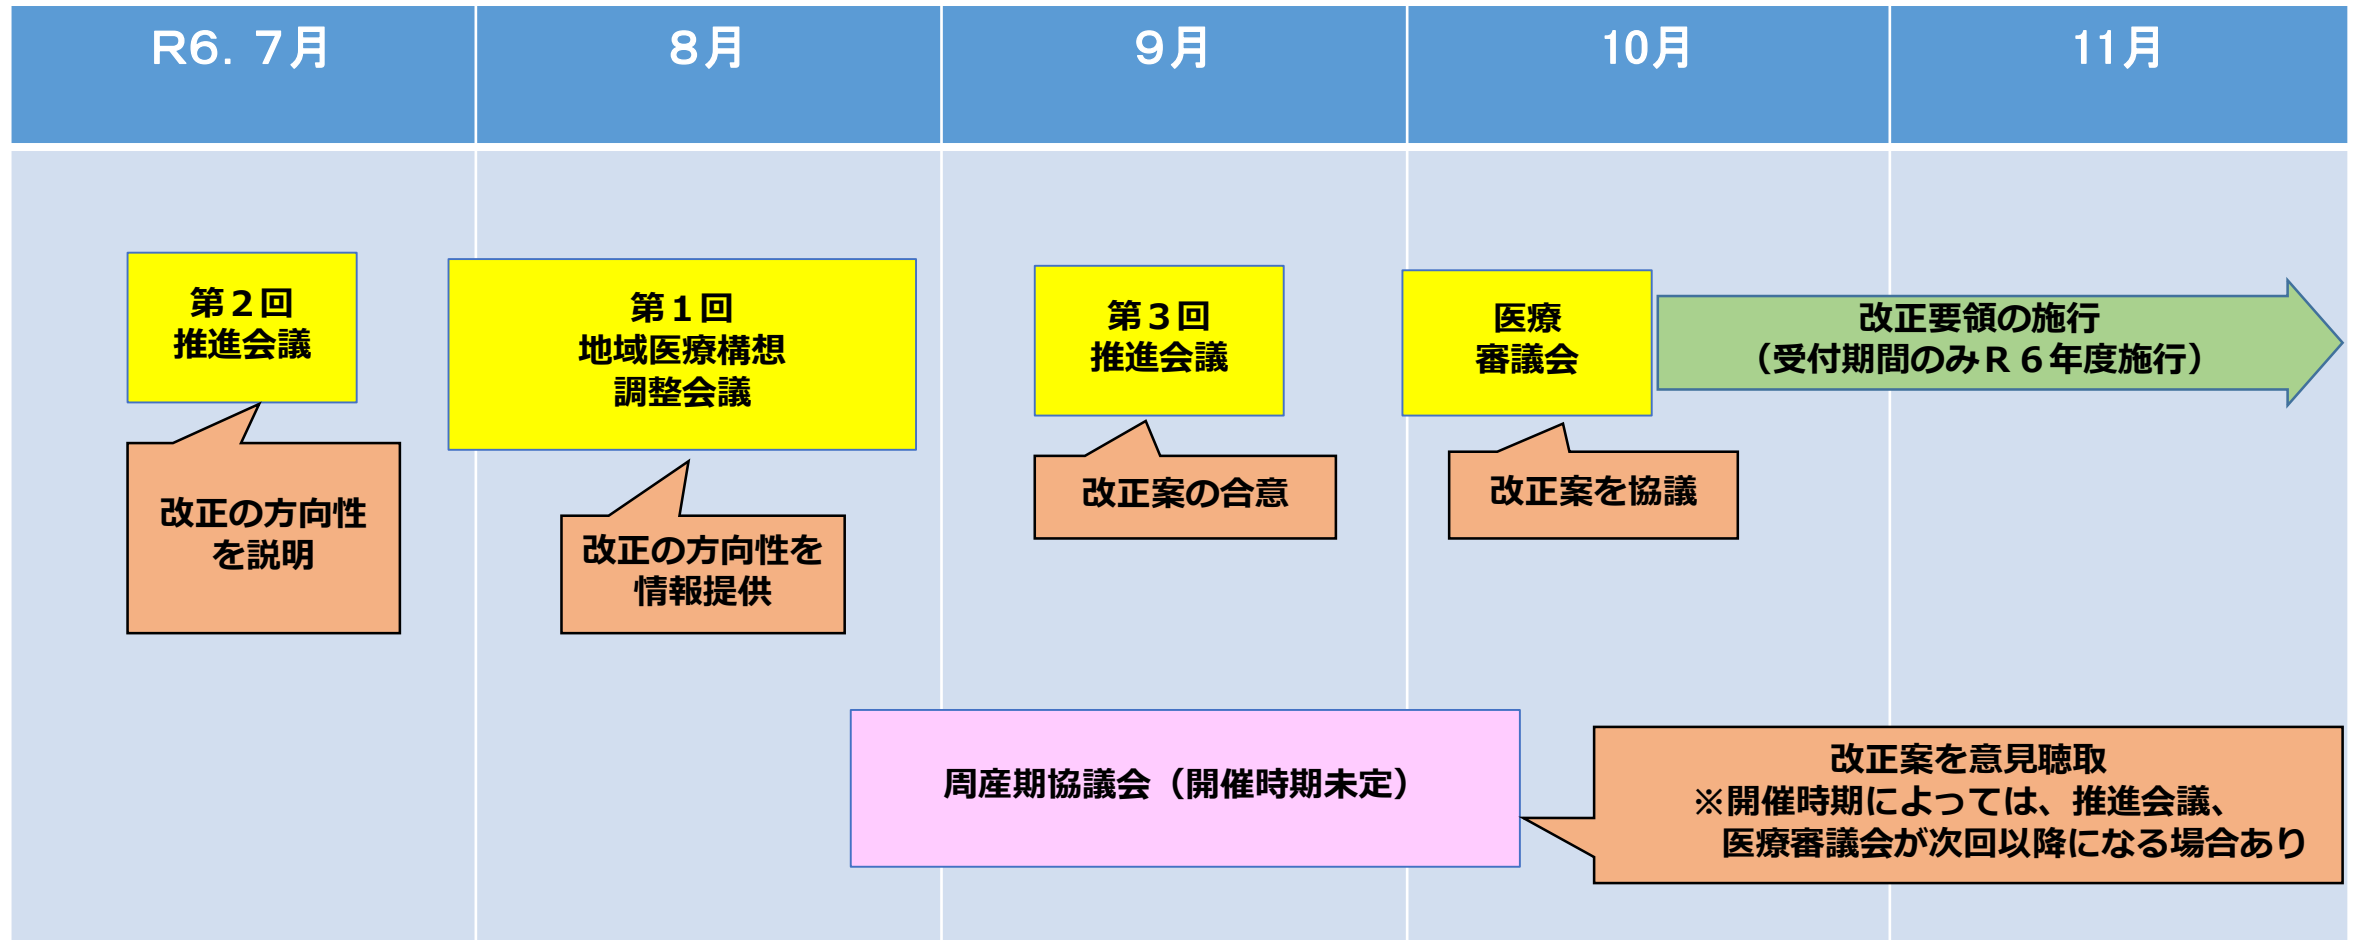 R6. 7月
8月
9月
10月
11月
第2回
推進会議
第1回
地域医療構想
調整会議
第3回
推進会議
医療
審議会
改正要領の施行
（受付期間のみR6年度施行）
改正の方向性
を説明
改正の方向性を
情報提供
改正案の合意
改正案を協議
周産期協議会（開催時期未定）
改正案を意見聴取
※開催時期によっては、推進会議、
医療審議会が次回以降になる場合あり